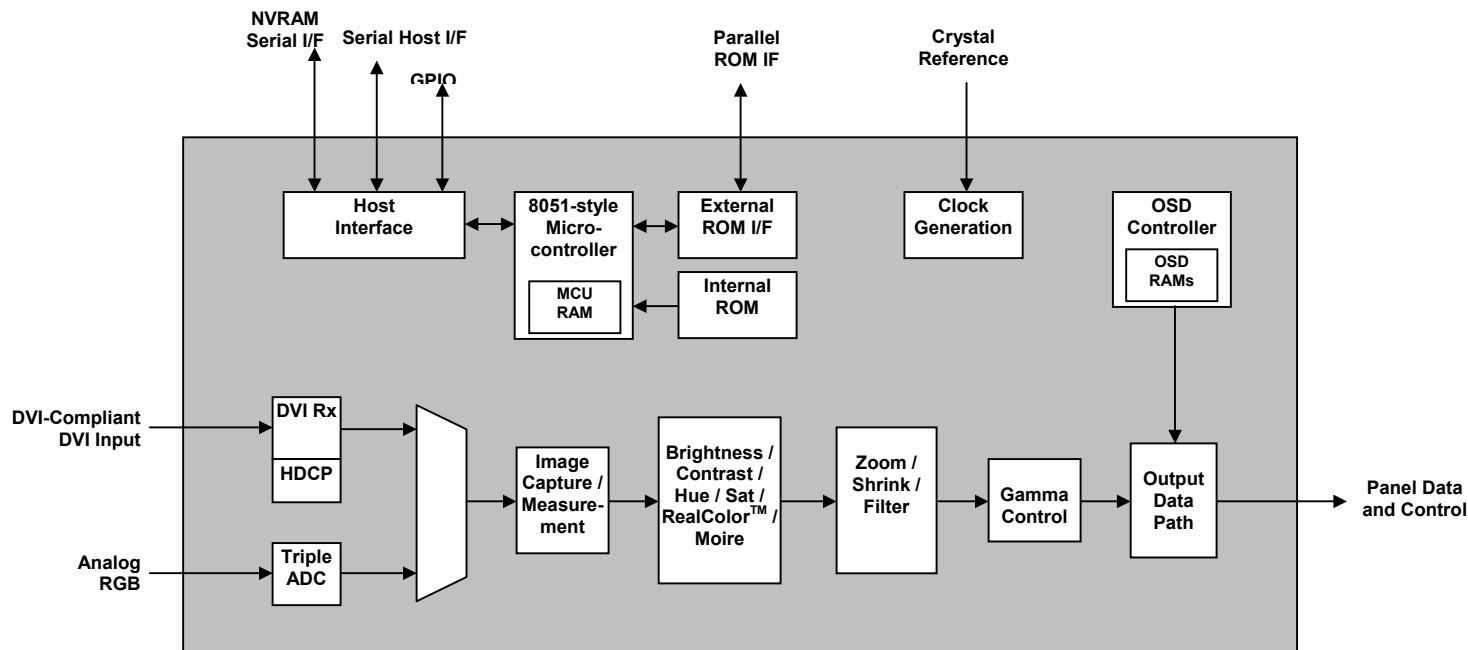 NVRAM
Serial I/F
Serial Host I/F
GPIO
Parallel
ROM IF
Crystal
Reference
Host
Interface
8051-style
Micro-
controller
MCU
RAM
External
ROM I/F
Internal
ROM
Clock
Generation
OSD
Controller
OSD
RAMs
DVI-Compliant
DVI Input
DVI Rx
HDCP
Analog
RGB
Triple
ADC
Image
Capture /
Measure-
ment
Brightness /
Contrast /
Hue / Sat /
RealColor™ /
Moire
Zoom /
Shrink /
Filter
Gamma
Control
Output
Data
Path
Panel Data
and Control